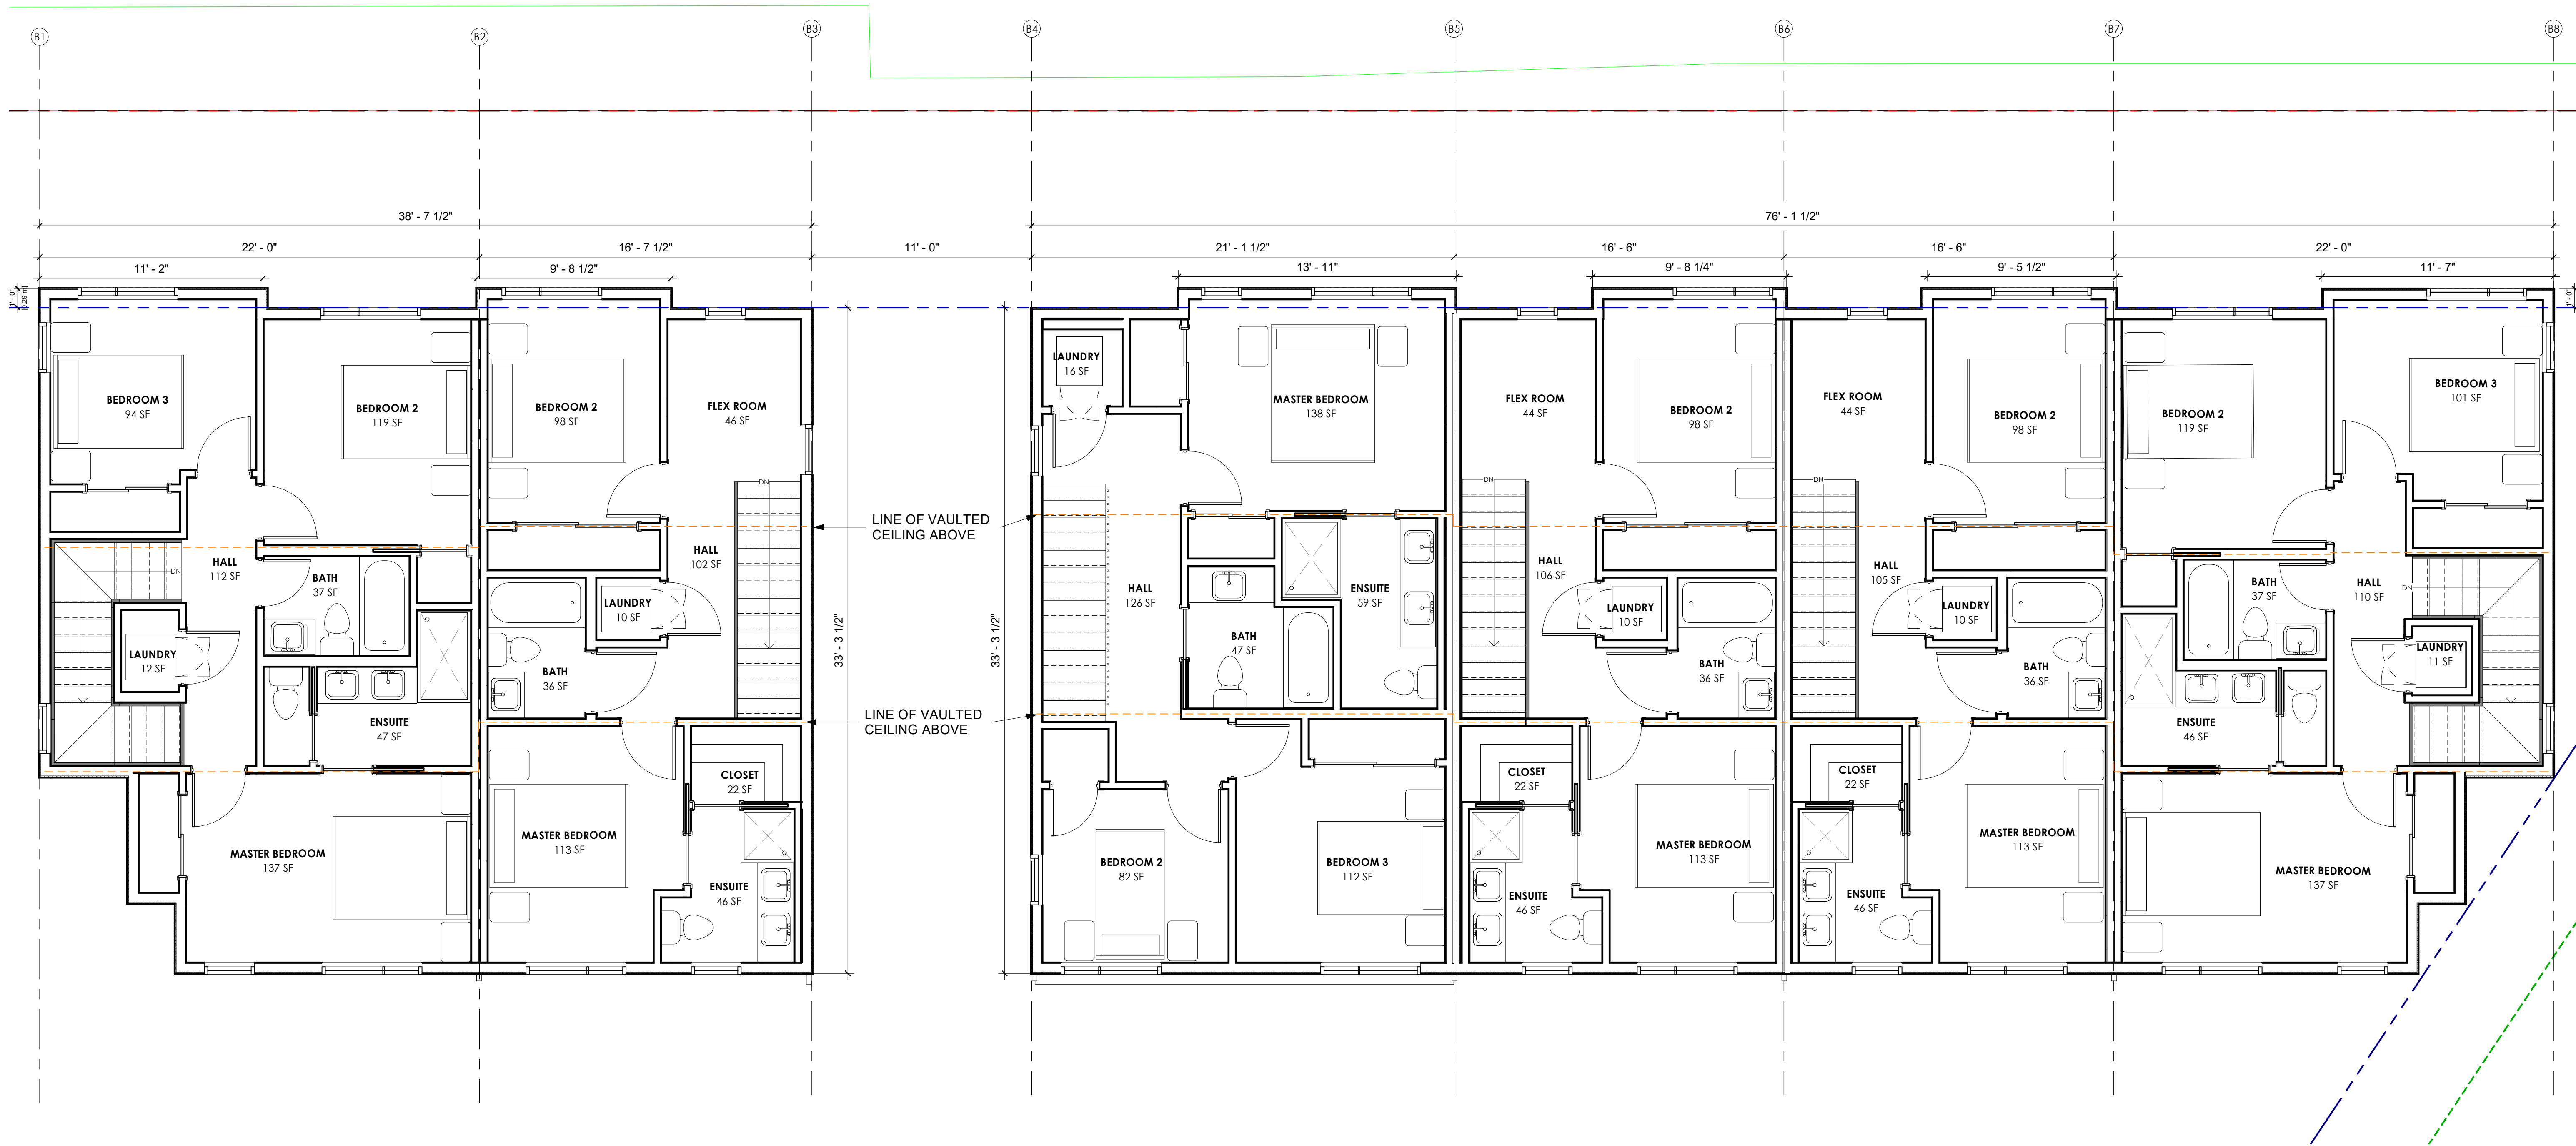 B1
B2
B3
B4
B5
B6
B7
B8
38' - 7 1/2"
76' - 1 1/2"
22' - 0"
16' - 7 1/2"
11' - 0"
21' - 1 1/2"
16' - 6"
16' - 6"
22' - 0"
11' - 2"
9' - 8 1/2"
13' - 11"
9' - 8 1/4"
9' - 5 1/2"
11' - 7"
1' - 0"
[0.29 m]
1' - 0"
BEDROOM 3
94 SF
BEDROOM 2
119 SF
HALL
112 SF
DN
BATH
37 SF
LAUNDRY
12 SF
ENSUITE
47 SF
MASTER BEDROOM
137 SF
BEDROOM 2
98 SF
FLEX ROOM
46 SF
DN
HALL
102 SF
LAUNDRY
10 SF
BATH
36 SF
CLOSET
22 SF
MASTER BEDROOM
113 SF
ENSUITE
46 SF
33' - 3 1/2"
LINE OF VAULTED
CEILING ABOVE
LINE OF VAULTED
CEILING ABOVE
33' - 3 1/2"
LAUNDRY
16 SF
MASTER BEDROOM
138 SF
HALL
126 SF
ENSUITE
59 SF
BATH
47 SF
BEDROOM 2
82 SF
BEDROOM 3
112 SF
FLEX ROOM
44 SF
BEDROOM 2
98 SF
DN
HALL
106 SF
LAUNDRY
10 SF
BATH
36 SF
CLOSET
22 SF
MASTER BEDROOM
113 SF
ENSUITE
46 SF
FLEX ROOM
44 SF
BEDROOM 2
98 SF
DN
HALL
105 SF
LAUNDRY
10 SF
BATH
36 SF
CLOSET
22 SF
MASTER BEDROOM
113 SF
ENSUITE
46 SF
BEDROOM 2
119 SF
BEDROOM 3
101 SF
BATH
37 SF
HALL
110 SF
DN
LAUNDRY
11 SF
ENSUITE
46 SF
MASTER BEDROOM
137 SF